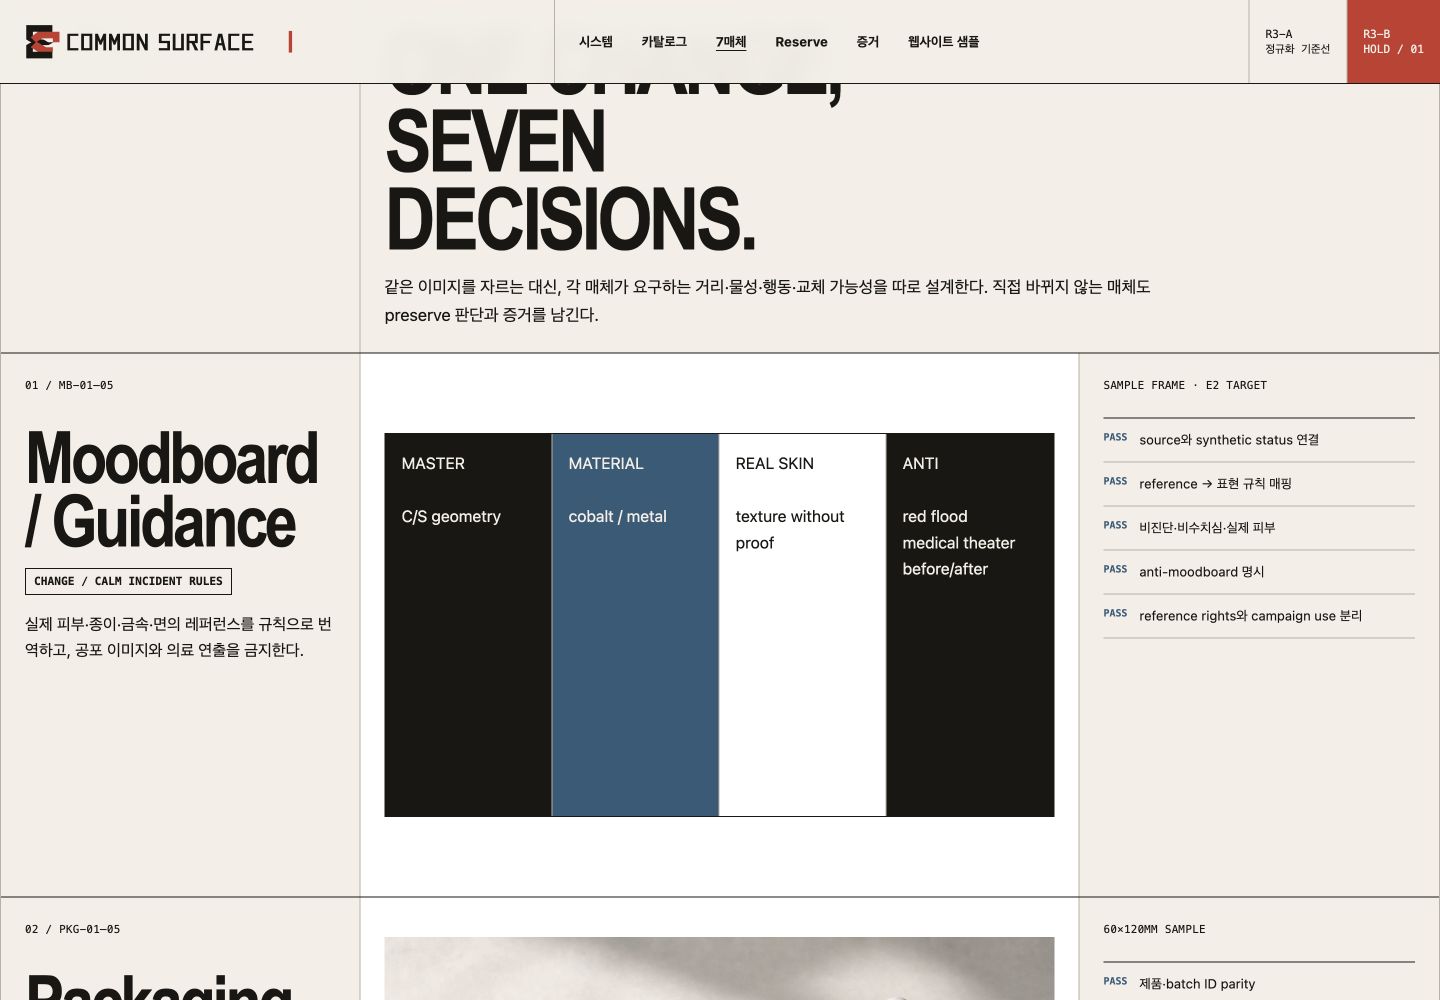 COMMON SURFACE
시스템
카탈로그
7매체
Reserve
증거
웹사이트 샘플
R3-A
정규화 기준선
R3-B
HOLD / 01
ONE CHANGE,
SEVEN
DECISIONS.
같은 이미지를 자르는 대신, 각 매체가 요구하는 거리·물성·행동·교체 가능성을 따로 설계한다. 직접 바뀌지 않는 매체도
preserve 판단과 증거를 남긴다.
01 / MB-01-05
Moodboard
/ Guidance
CHANGE / CALM INCIDENT RULES
실제 피부·종이·금속·면의 레퍼런스를 규칙으로 번
역하고, 공포 이미지와 의료 연출을 금지한다.
MASTER
C/S geometry
MATERIAL
cobalt / metal
REAL SKIN
texture without
proof
ANTI
red flood
medical theater
before/after
SAMPLE FRAME · E2 TARGET
PASS source와 synthetic status 연결
PASS reference → 표현 규칙 매핑
PASS 비진단·비수치심·실제 피부
PASS anti-moodboard 명시
PASS reference rights와 campaign use 분리
02 / PKG-01-05
Packaging
60×120MM SAMPLE
PASS 제품·batch ID parity